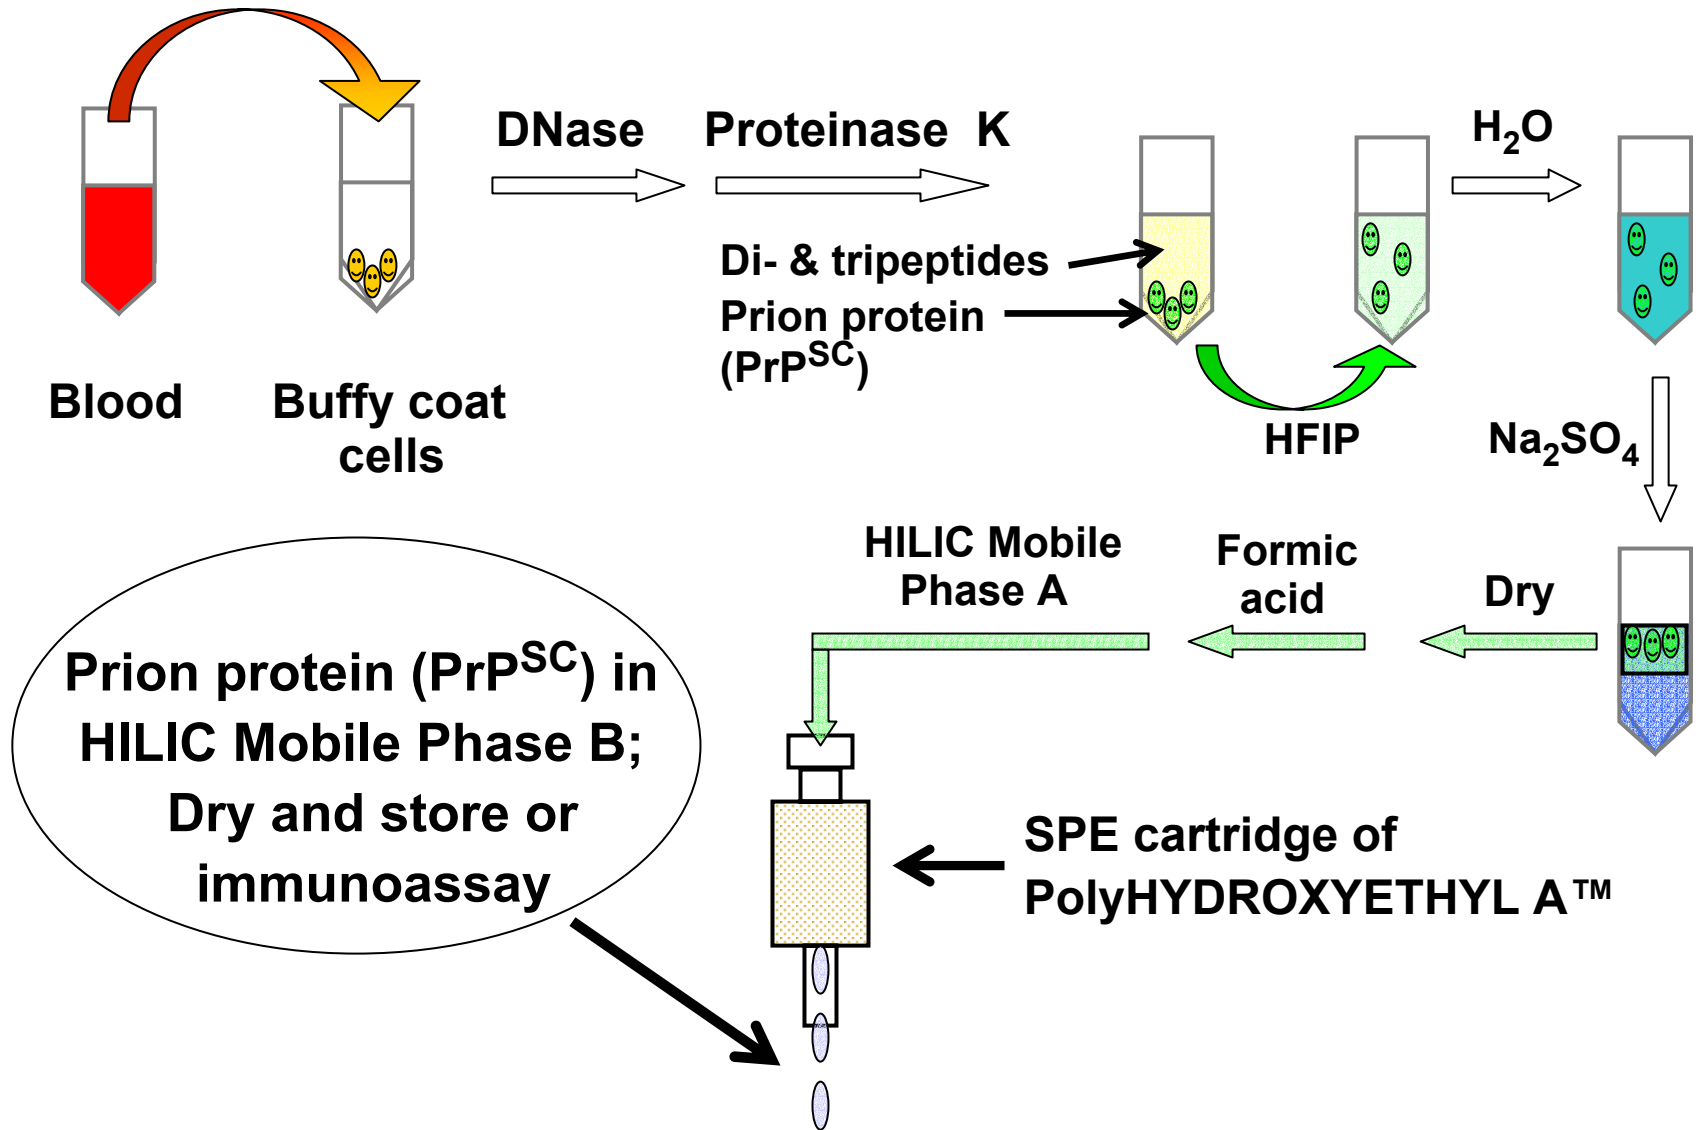 Blood
Buffy coat
cells
DNase
Proteinase K
Di- & tripeptides
Prion protein
(PrPSC)
HFIP
H2O
Na2SO4
Dry
Formic
acid
HILIC Mobile
Phase A
SPE cartridge of
PolyHYDROXYETHYL A™
Prion protein (PrPSC) in
HILIC Mobile Phase B;
Dry and store or
immunoassay